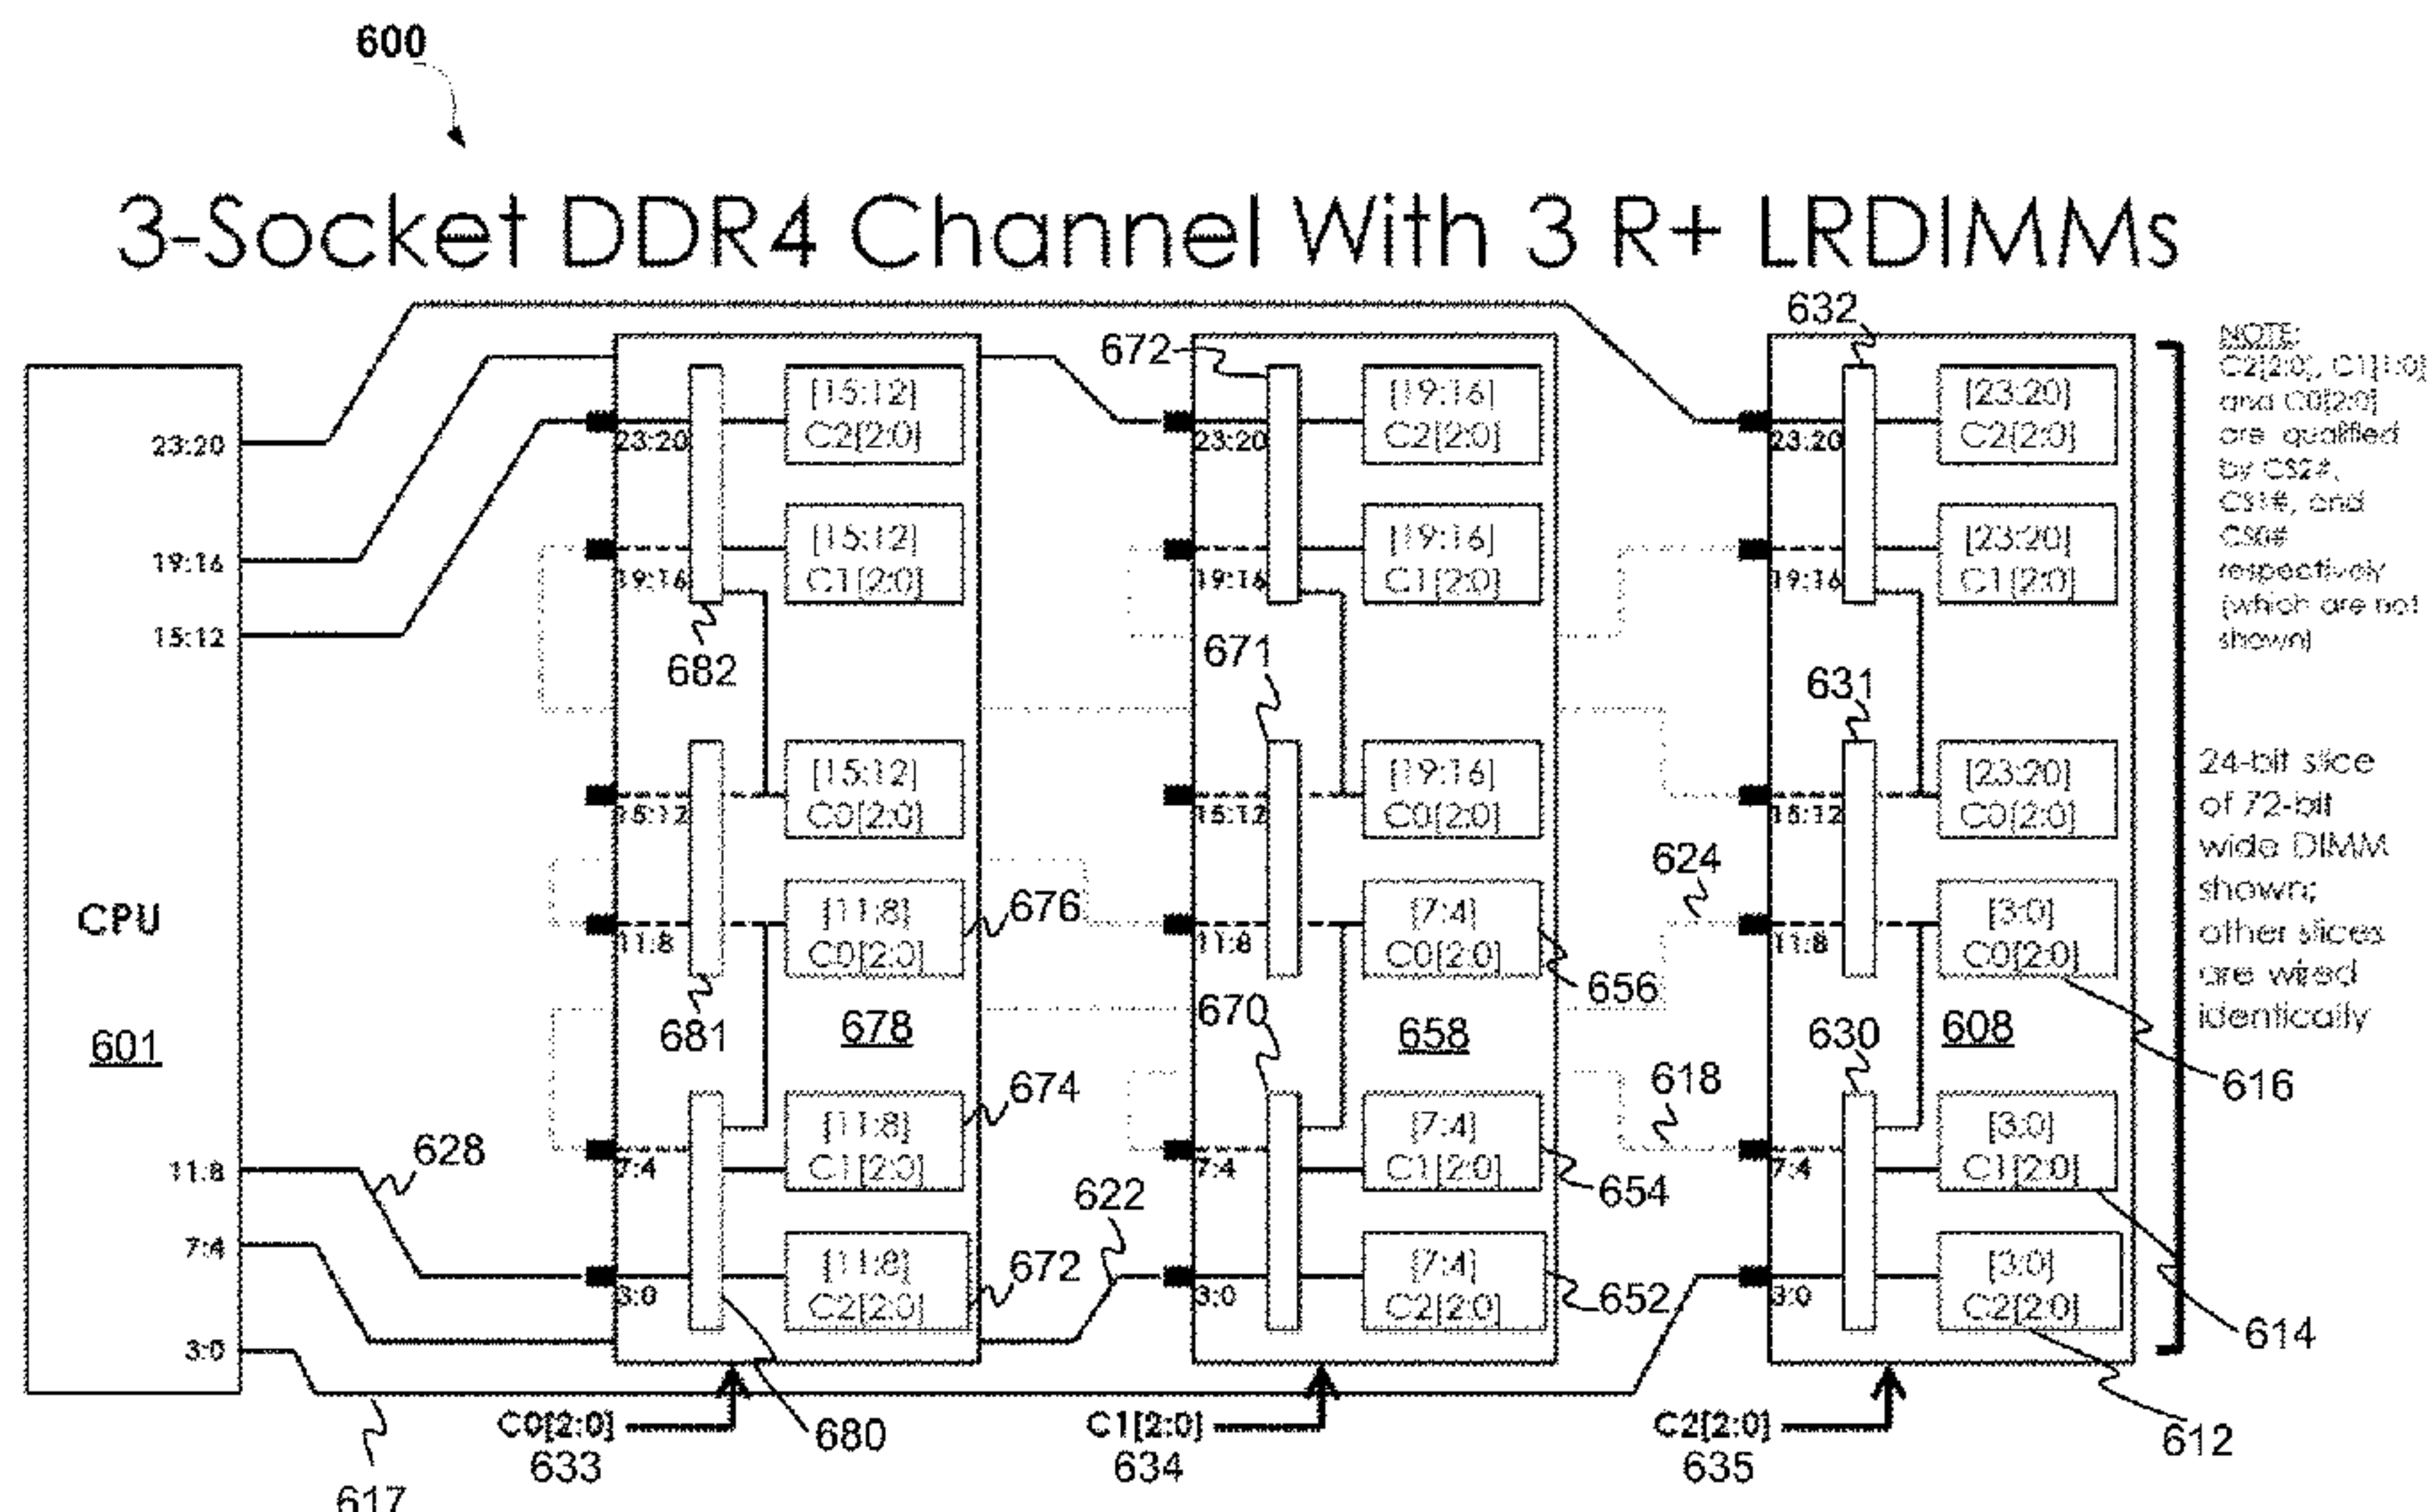 600
3-Socket DDR4 Channel With 3 R+ LRDIMMs
CPU
601
23:20
19:16
15:12
11:8
7:4
3:0
628
617
23:20
19:16
15:12
11:8
7:4
3:0
[15:12]
C2[2:0]
[15:12]
C1[2:0]
682
[15:12]
C0[2:0]
[11:8]
C0[2:0]
676
681
678
[11:8]
C1[2:0]
674
[11:8]
C2[2:0]
672
680
C0[2:0]
633
672
23:20
19:16
15:12
11:8
7:4
3:0
[19:16]
C2[2:0]
[19:16]
C1[2:0]
671
[19:16]
C0[2:0]
[7:4]
C0[2:0]
656
670
658
[7:4]
C1[2:0]
654
622
[7:4]
C2[2:0]
652
C1[2:0]
634
632
23:20
19:16
15:12
11:8
7:4
3:0
[23:20]
C2[2:0]
[23:20]
C1[2:0]
631
[23:20]
C0[2:0]
624
[3:0]
C0[2:0]
616
630
608
618
[3:0]
C1[2:0]
614
[3:0]
C2[2:0]
612
C2[2:0]
635
NOTE:
C2[2:0], C1[1:0]
and C0[2:0]
are qualified
by CS2#,
CS1#, and
CS0#
respectively
(which are not
shown)
24-bit slice
of 72-bit
wide DIMM
shown;
other slices
are wired
identically